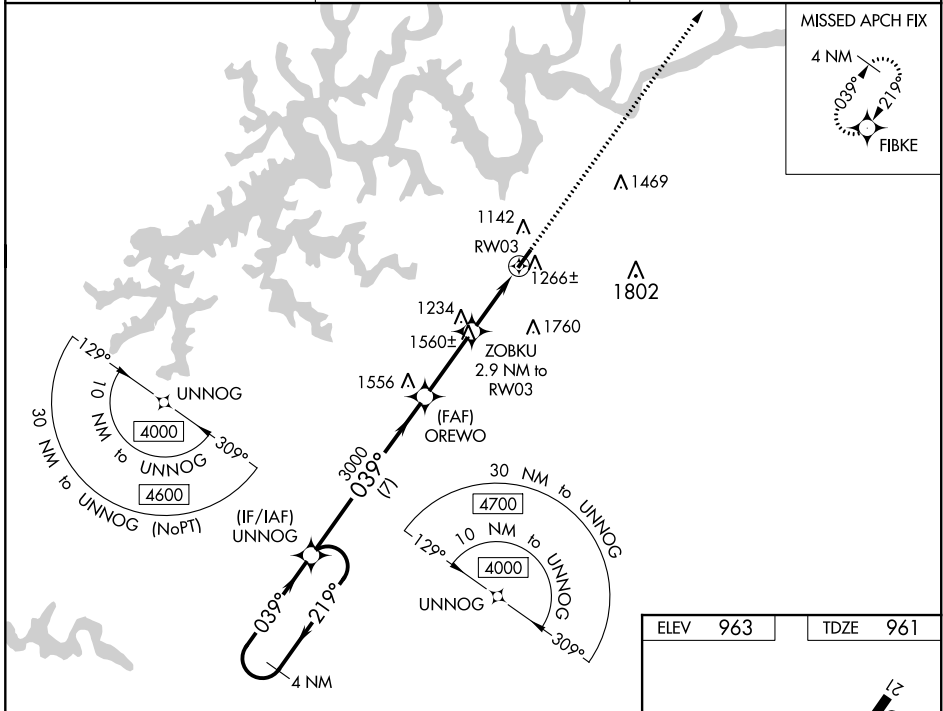 MISSED APCH FIX
4 NM
039°
219°
FIBKE
1469
1142
RW03
1266±
1802
1234
1560±
1760
ZOBKU
2.9 NM to
RW03
1556
(FAF)
OREWO
129°
UNNOG
4000
309°
10 NM to UNNOG
4600
30 NM to UNNOG (NoPT)
3000
039°
(7)
(IF/IAF)
UNNOG
039°
219°
4 NM
30 NM to UNNOG
4700
10 NM to UNNOG
129°
4000
UNNOG
309°
ELEV 963
TDZE 961
21